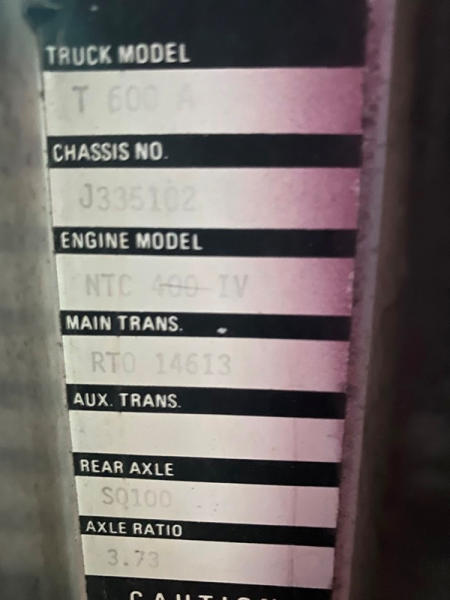 TRUCK MODEL
T 600 A
CHASSIS NO.
J335102
ENGINE MODEL
NTC 400 IV
MAIN TRANS.
RTO 14613
AUX. TRANS.
REAR AXLE
SQ100
AXLE RATIO
3.73
CAUTION